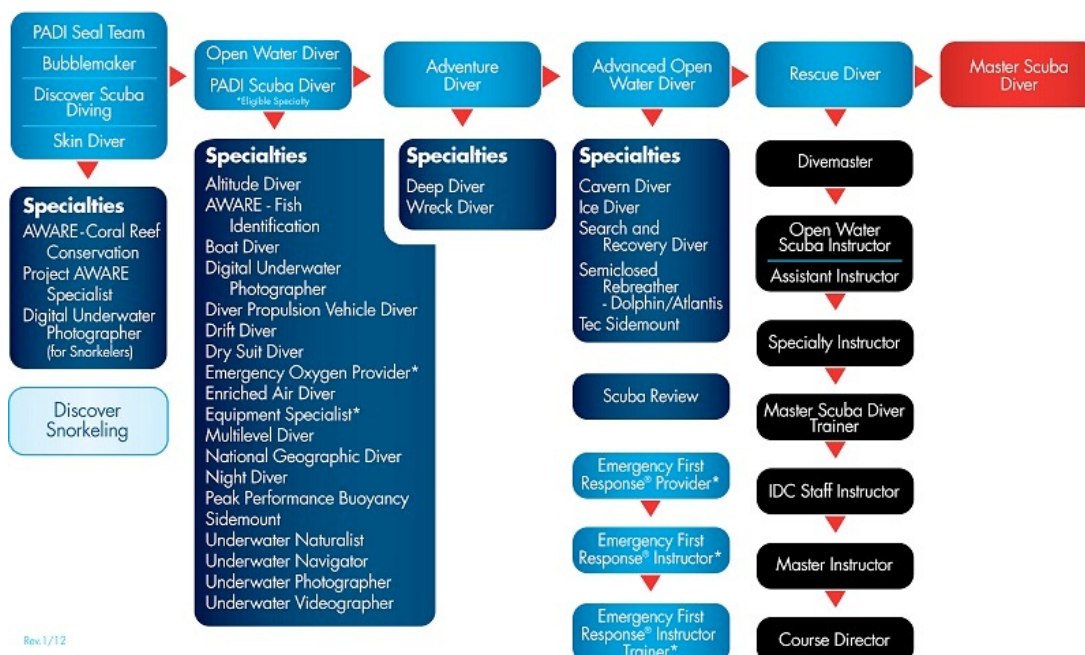 PADI Seal Team
Bubblemaker
Discover Scuba
Diving
Skin Diver
Specialties
AWARE-Coral Reef
Conservation
Project AWARE
Specialist
Digital Underwater
Photographer
(for Snorkelers)
Discover
Snorkeling
Open Water Diver
PADI Scuba Diver
*Eligible Specialty
Specialties
Altitude Diver
AWARE - Fish
Identification
Boat Diver
Digital Underwater
Photographer
Diver Propulsion Vehicle Diver
Drift Diver
Dry Suit Diver
Emergency Oxygen Provider*
Enriched Air Diver
Equipment Specialist*
Multilevel Diver
National Geographic Diver
Night Diver
Peak Performance Buoyancy
Sidemount
Underwater Naturalist
Underwater Navigator
Underwater Photographer
Underwater Videographer
Adventure
Diver
Specialties
Deep Diver
Wreck Diver
Advanced Open
Water Diver
Specialties
Cavern Diver
Ice Diver
Search and
Recovery Diver
Semiclosed
Rebreather
- Dolphin/Atlantis
Tec Sidemount
Scuba Review
Emergency First
Response® Provider*
Emergency First
Response® Instructor*
Emergency First
Response® Instructor
Trainer*
Rescue Diver
Divemaster
Open Water
Scuba Instructor
Assistant Instructor
Specialty Instructor
Master Scuba Diver
Trainer
IDC Staff Instructor
Master Instructor
Course Director
Master Scuba
Diver
Rev.1/12